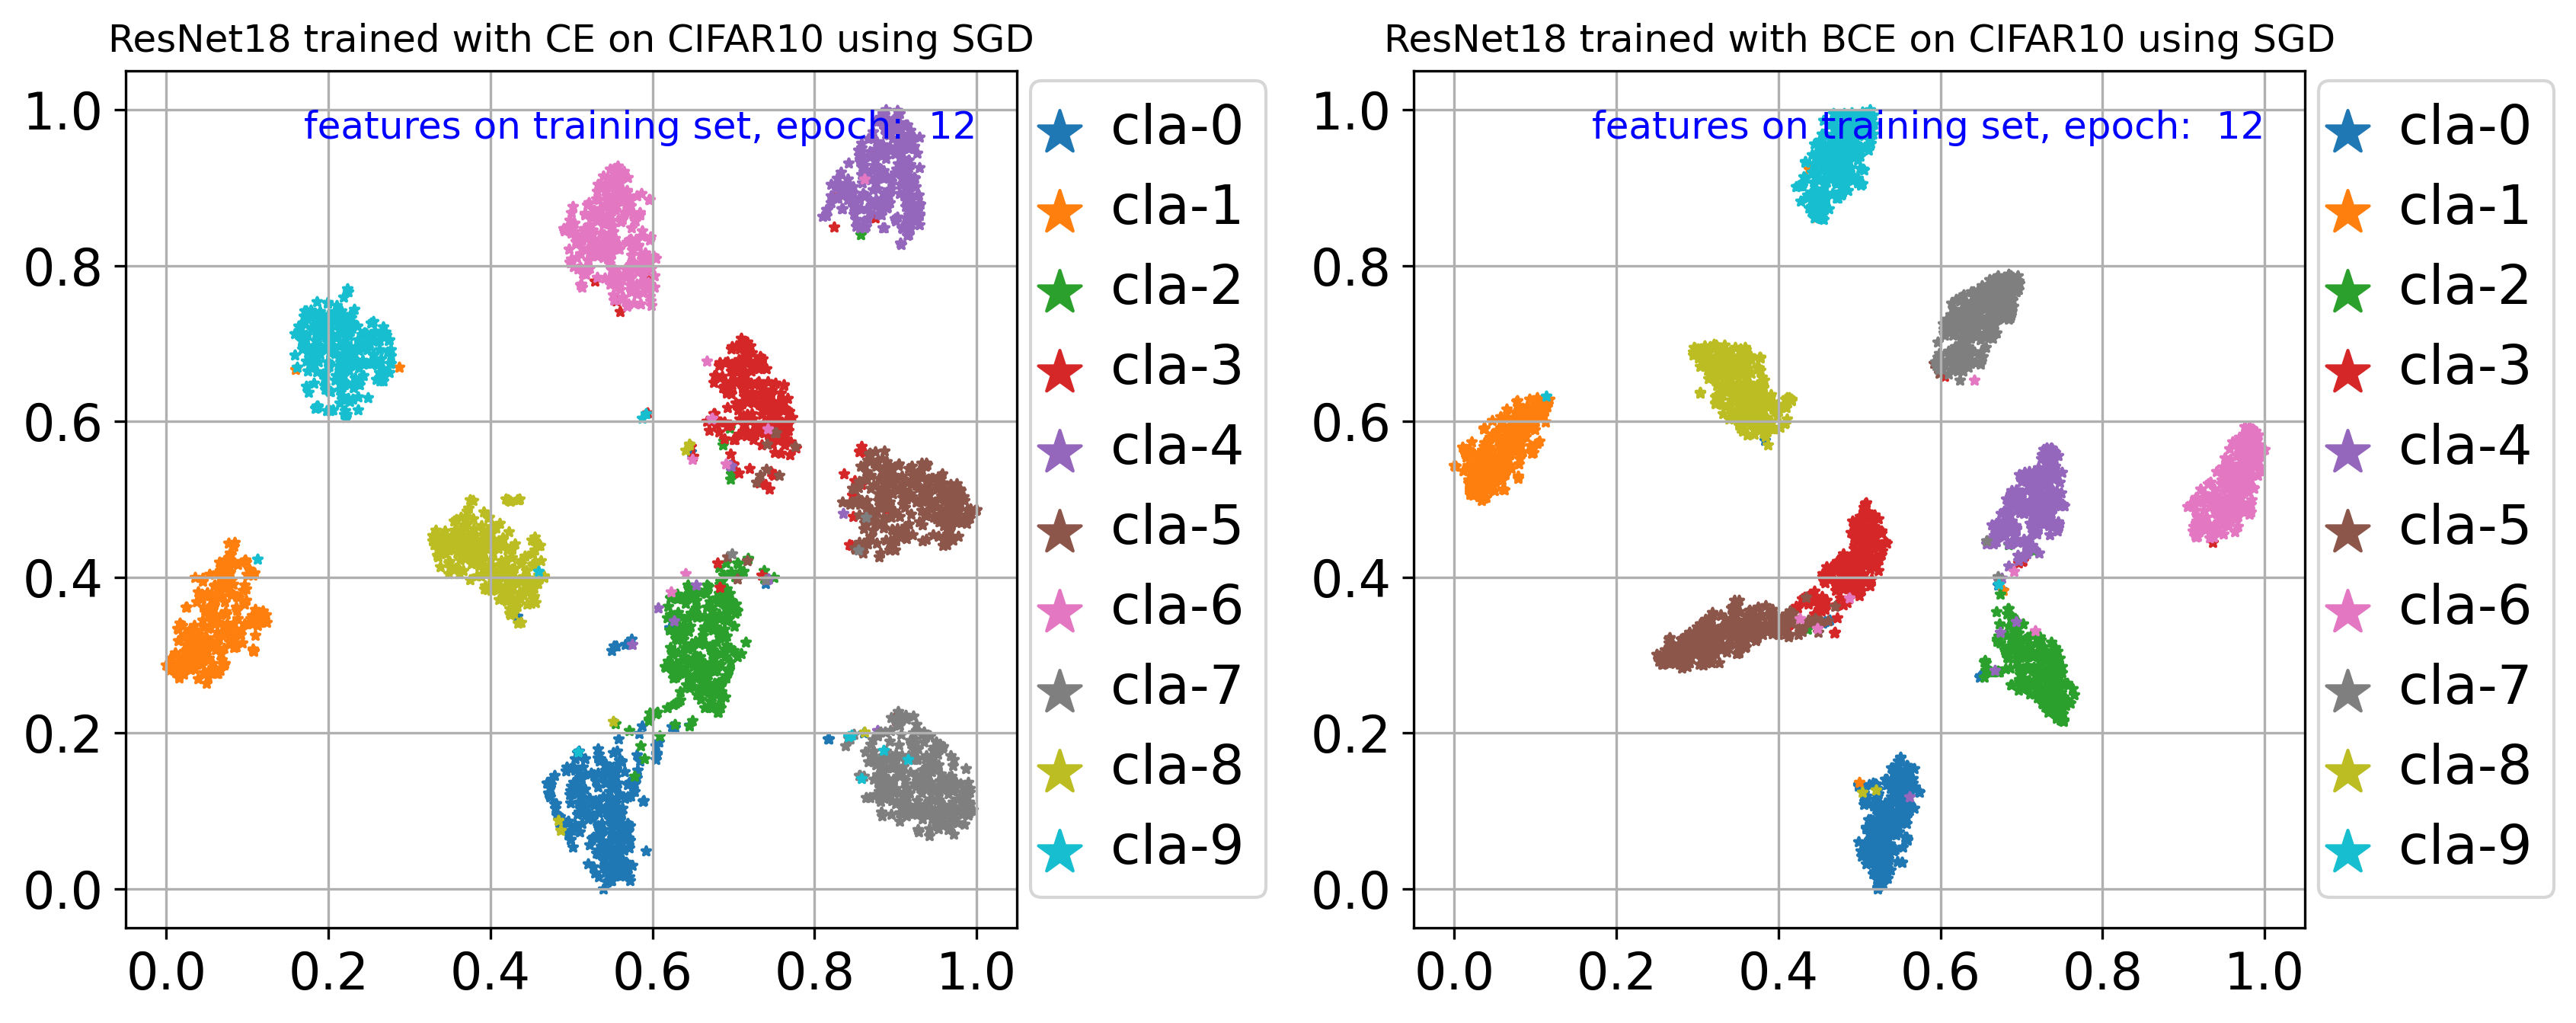 ResNet18 trained with CE on CIFAR10 using SGD
features on training set, epoch: 12
1.0
0.8
0.6
0.4
0.2
0.0
0.0 0.2 0.4 0.6 0.8 1.0
cla-0
cla-1
cla-2
cla-3
cla-4
cla-5
cla-6
cla-7
cla-8
cla-9
ResNet18 trained with BCE on CIFAR10 using SGD
features on training set, epoch: 12
1.0
0.8
0.6
0.4
0.2
0.0
0.0 0.2 0.4 0.6 0.8 1.0
cla-0
cla-1
cla-2
cla-3
cla-4
cla-5
cla-6
cla-7
cla-8
cla-9